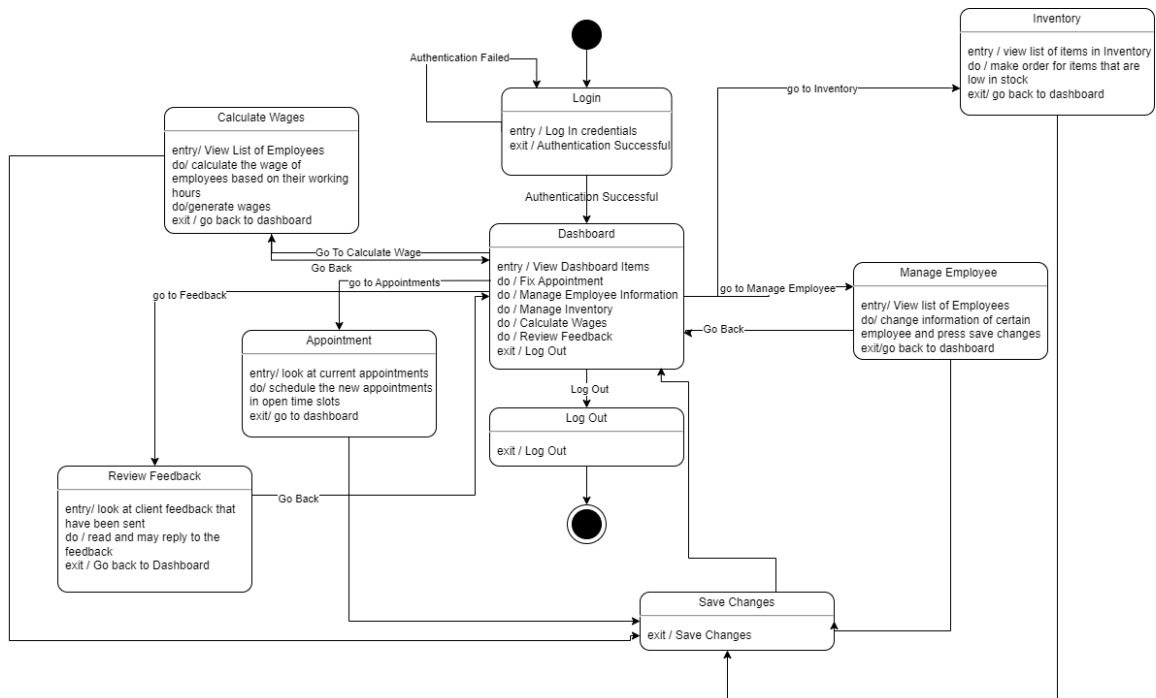 Inventory
entry / view list of items in Inventory
do / make order for items that are
low in stock
exit/ go back to dashboard
Authentication Failed
go to Inventory
Login
entry / Log In credentials
exit / Authentication Successful
Calculate Wages
entry/ View List of Employees
do/ calculate the wage of
employees based on their working
hours
do/generate wages
exit / go back to dashboard
Authentication Successful
Dashboard
entry / View Dashboard Items
do / Fix Appointment
do / Manage Employee Information
do / Manage Inventory
do / Calculate Wages
do / Review Feedback
exit / Log Out
Go To Calculate Wage
Go Back
go to Appointments
go to Feedback
go to Manage Employee
Manage Employee
entry/ View list of Employees
do/ change information of certain
employee and press save changes
exit/go back to dashboard
Go Back
Appointment
entry/ look at current appointments
do/ schedule the new appointments
in open time slots
exit/ go to dashboard
Log Out
Log Out
exit / Log Out
Review Feedback
entry/ look at client feedback that
have been sent
do / read and may reply to the
feedback
exit / Go back to Dashboard
Go Back
Save Changes
exit / Save Changes